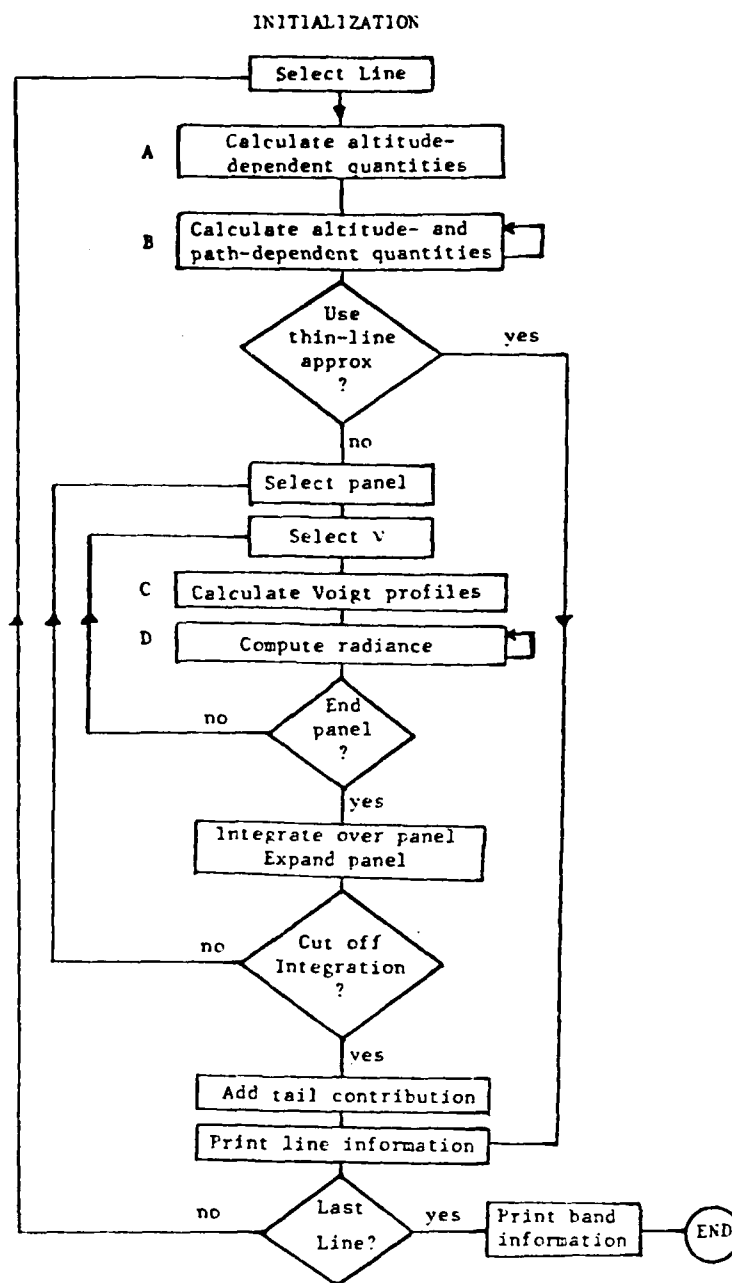 INITIALIZATION
Select Line
A
Calculate altitude-
dependent quantities
B
Calculate altitude- and
path-dependent quantities
Use
thin-line
approx
?
yes
no
Select panel
Select ν
C
Calculate Voigt profiles
D
Compute radiance
End
panel
?
no
yes
Integrate over panel
Expand panel
Cut off
Integration
?
no
yes
Add tail contribution
Print line information
Last
Line?
no
yes
Print band
information
END